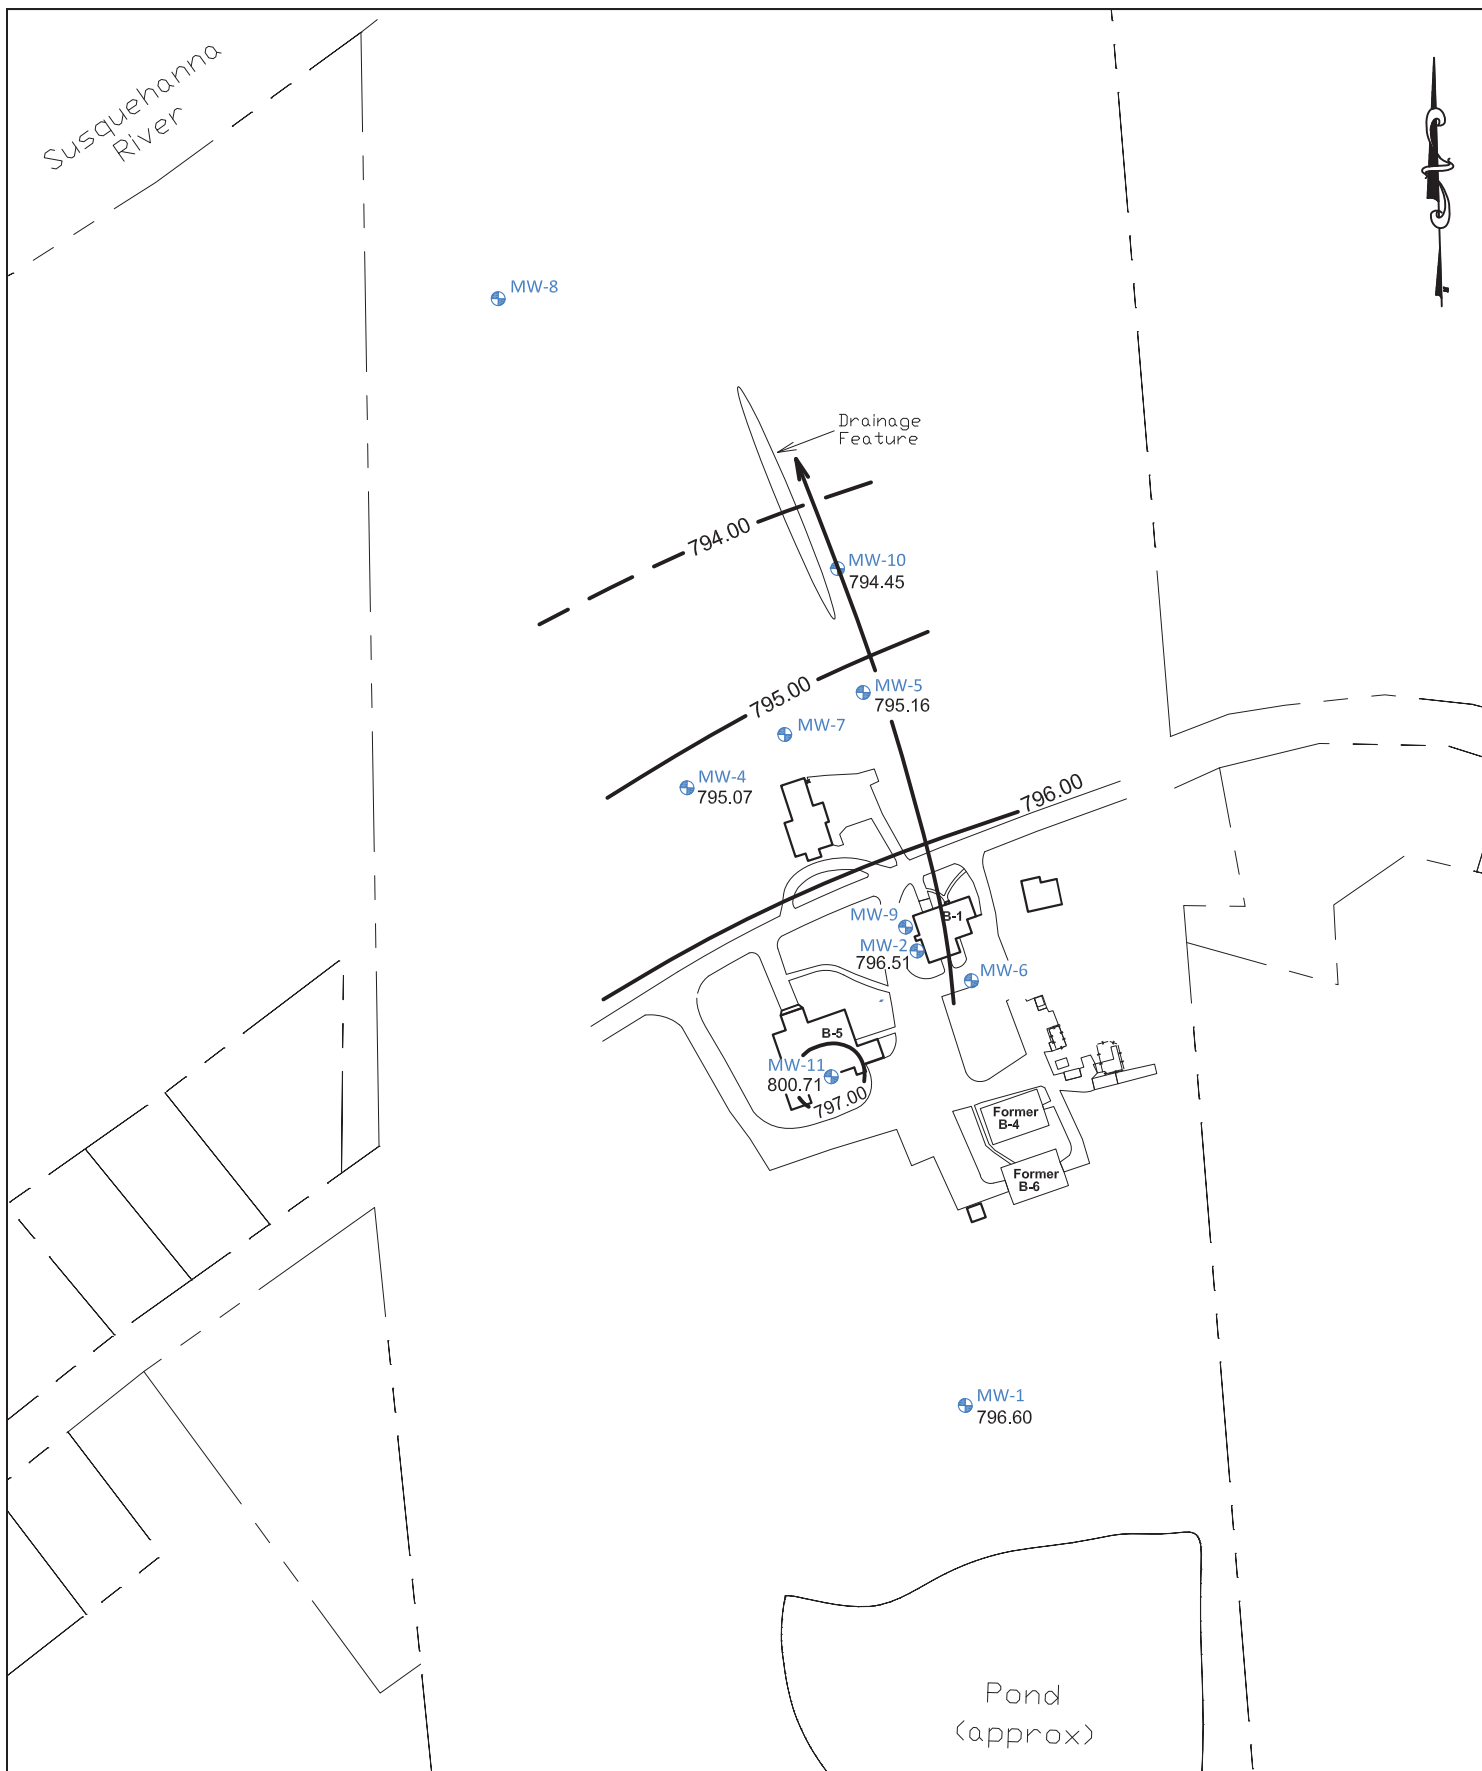 Susquehanna
River
MW-8
Drainage
Feature
794.00
MW-10
794.45
795.00
MW-5
795.16
MW-7
MW-4
795.07
796.00
MW-9
B-1
MW-2
796.51
MW-6
B-5
MW-11
800.71
797.00
Former
B-4
Former
B-6
MW-1
796.60
Pond
(approx)